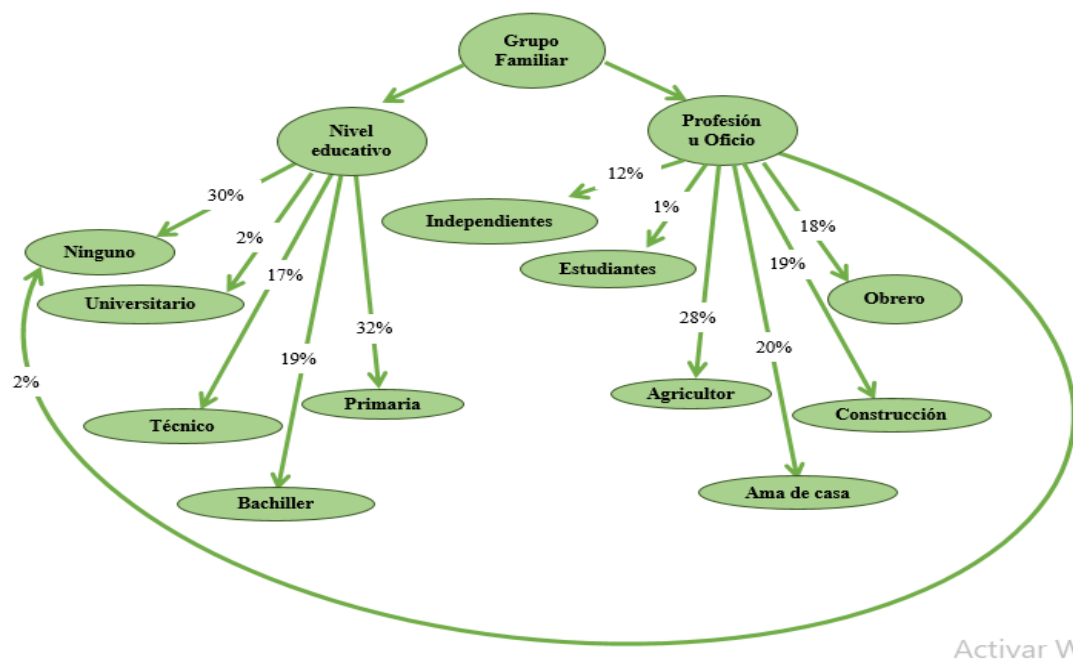 Grupo
Familiar
Nivel
educativo
Profesión
u Oficio
30%
2%
17%
19%
32%
12%
1%
28%
20%
19%
18%
Ninguno
Universitario
Técnico
Bachiller
Primaria
Independientes
Estudiantes
Agricultor
Ama de casa
Construcción
Obrero
2%
Activar W